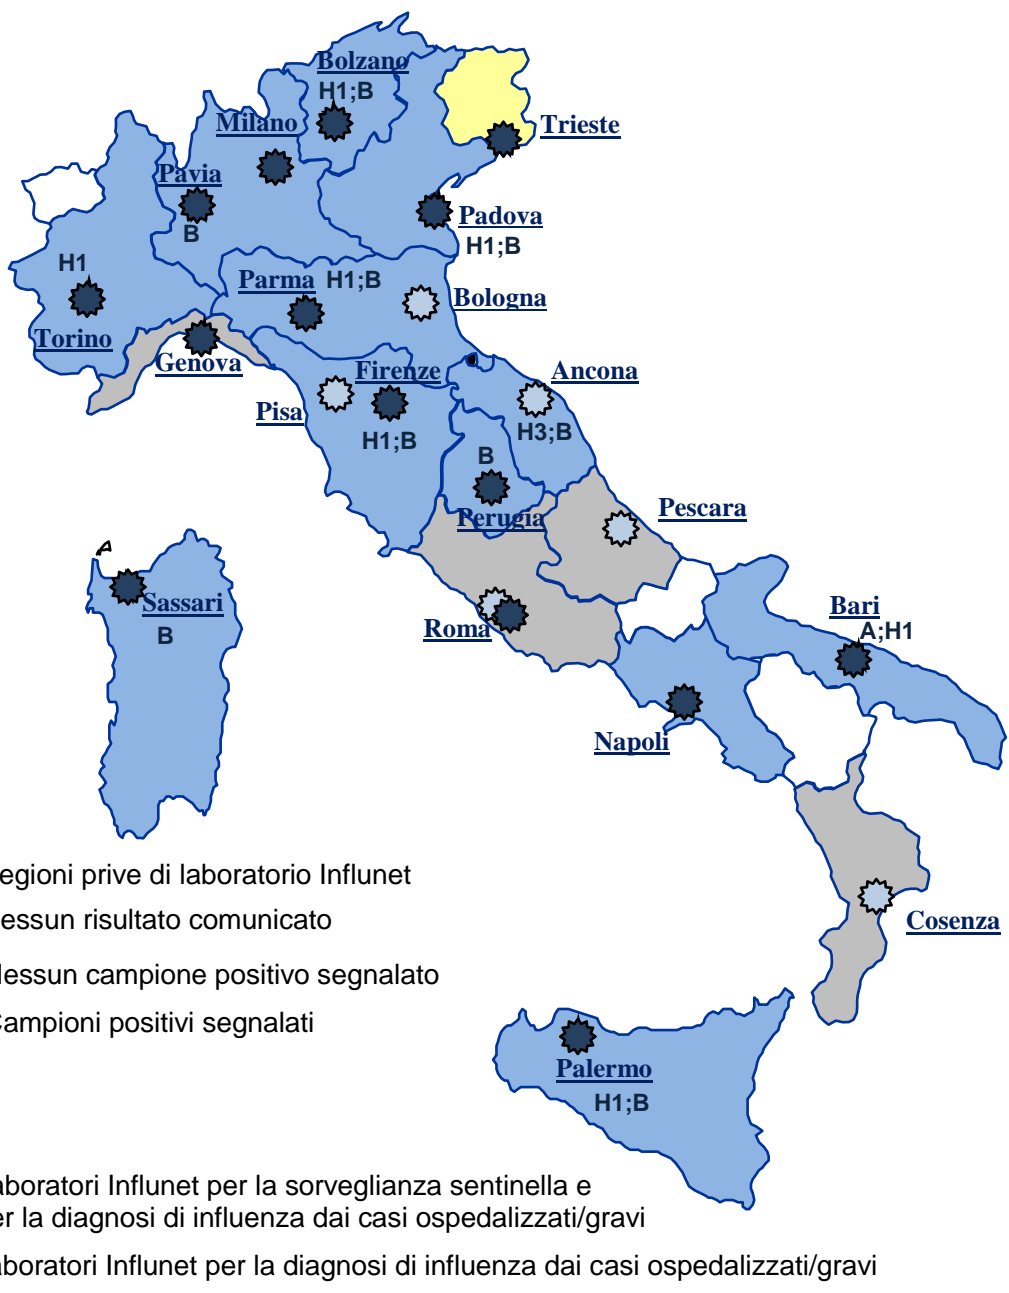 Bolzano
H1;B
Milano
Trieste
Pavia
B
Padova
H1;B
H1
Parma
H1;B
Bologna
Torino
Genova
Firenze
Ancona
Pisa
H1;B
H3;B
B
Perugia
Pescara
Sassari
B
Roma
Bari
A;H1
Napoli
egioni prive di laboratorio Influnet
essun risultato comunicato
Cosenza
lessun campione positivo segnalato
Campioni positivi segnalati
Palermo
H1;B
aboratori Influnet per la sorveglianza sentinella e
er la diagnosi di influenza dai casi ospedalizzati/gravi
aboratori Influnet per la diagnosi di influenza dai casi ospedalizzati/gravi